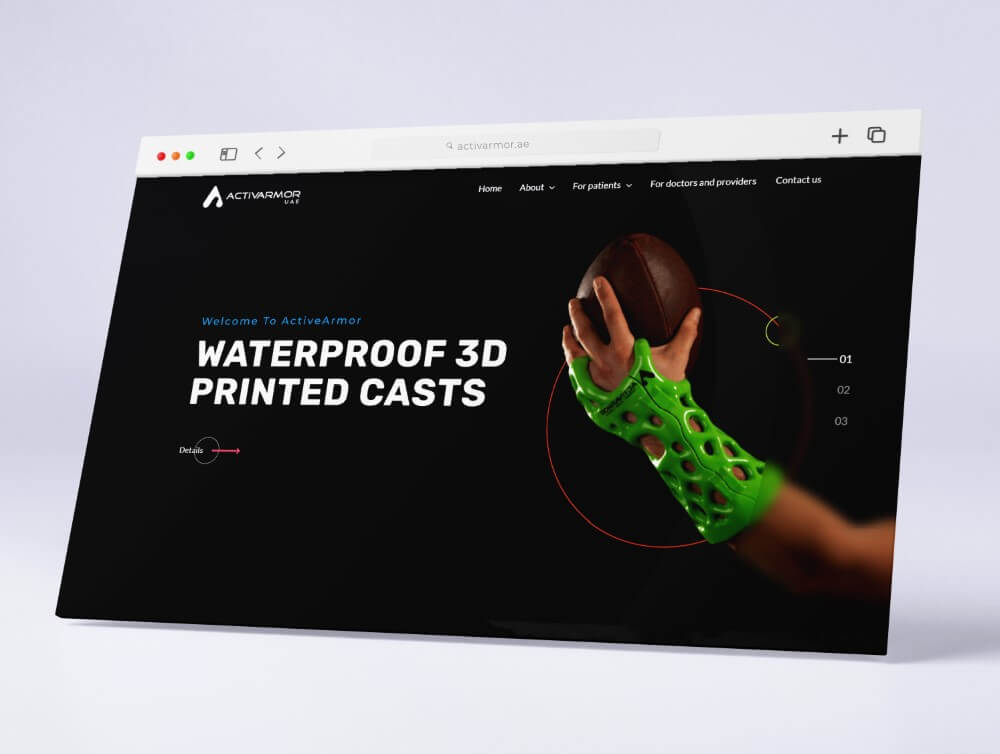 activarmor.ae
ACTIVARMOR
UAE
Home About For patients For doctors and providers Contact us
Welcome To ActiveArmor
WATERPROOF 3D
PRINTED CASTS
Details
01
02
03
ACTIVARMOR